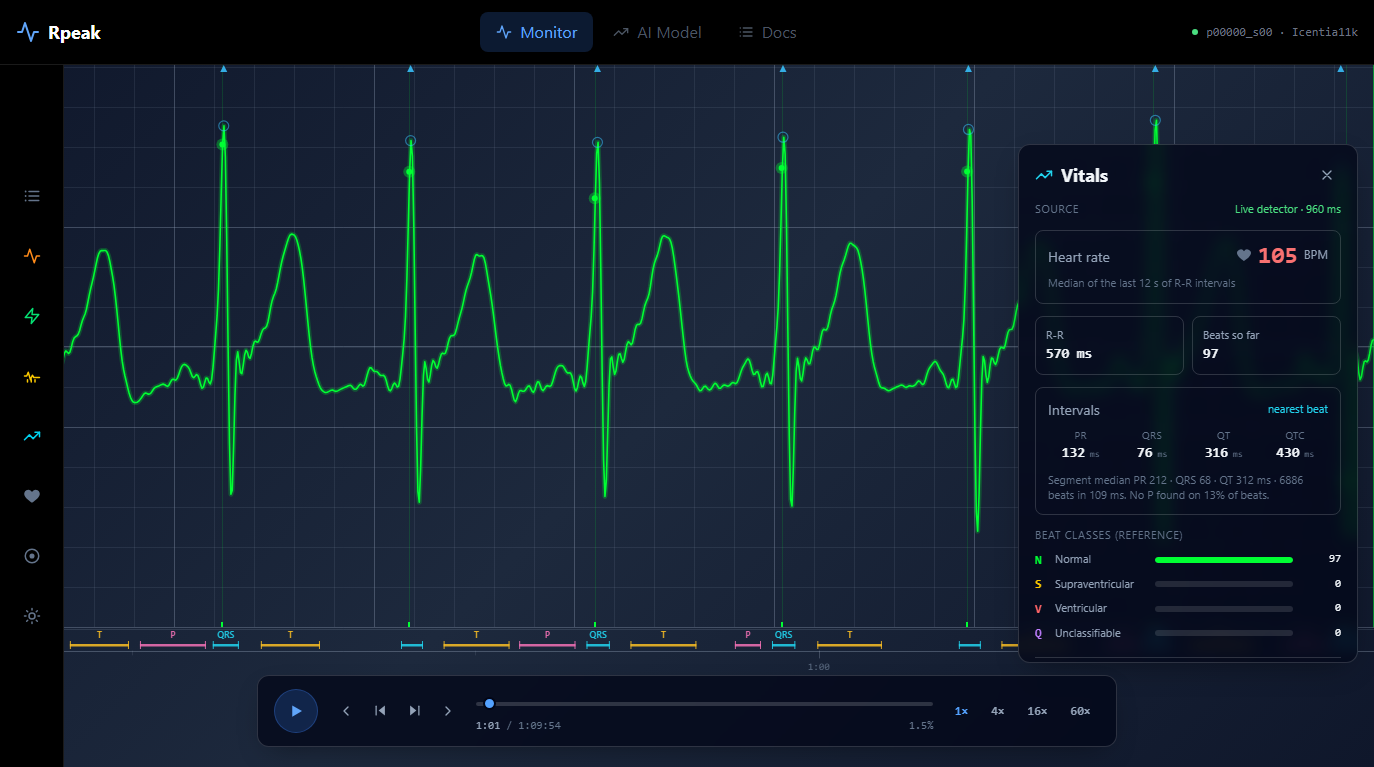 Rpeak
Monitor
AI Model
Docs
p00000_s00 · Icentia11k
Vitals
SOURCE
Live detector · 960 ms
Heart rate
105 BPM
Median of the last 12 s of R-R intervals
R-R
570 ms
Beats so far
97
Intervals
nearest beat
PR QRS QT QTC
132 ms 76 ms 316 ms 430 ms
Segment median PR 212 · QRS 68 · QT 312 ms · 6886
beats in 109 ms. No P found on 13% of beats.
BEAT CLASSES (REFERENCE)
N Normal 97
S Supraventricular 0
V Ventricular 0
Q Unclassifiable 0
T P QRS T T P QRS T P QRS T
1:00
1:01 / 1:09:54
1.5%
1x 4x 16x 60x